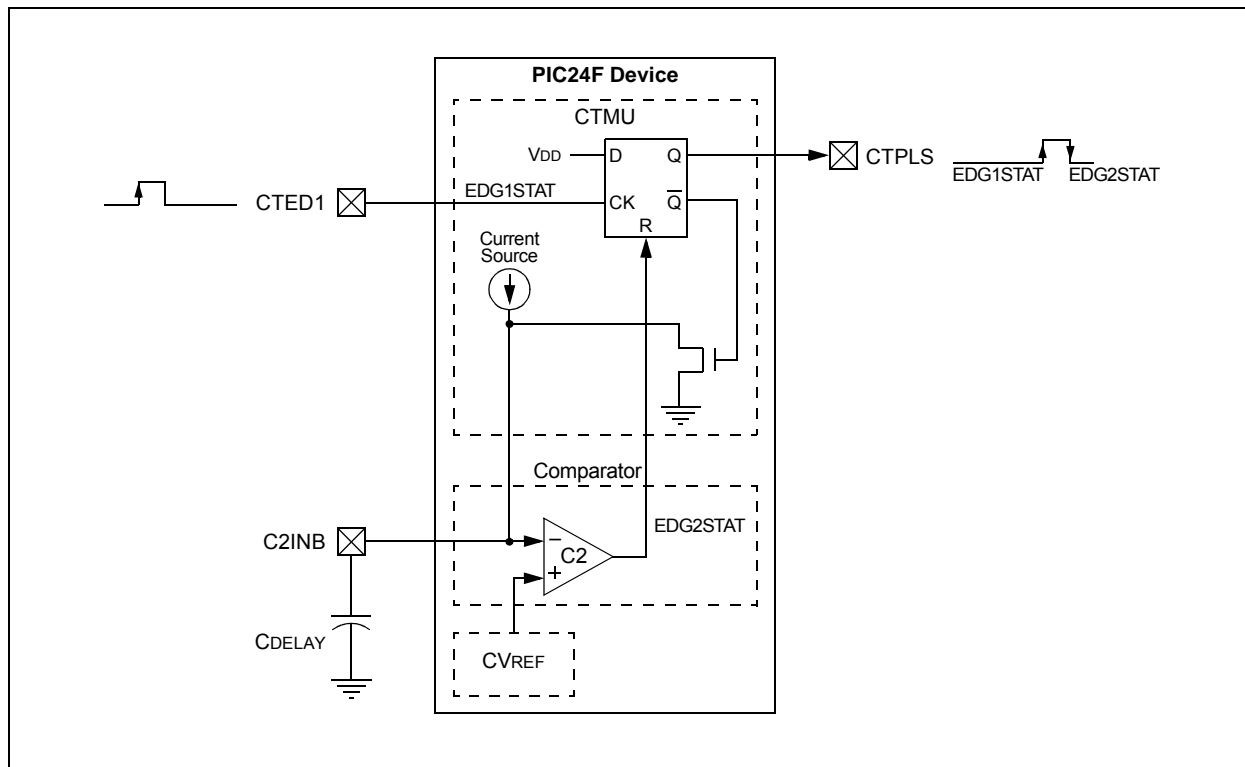 PIC24F Device
CTMU
VDD
D
Q
CTPLS
EDG1STAT
EDG2STAT
CTED1
EDG1STAT
CK
Q̅
R
Current
Source
Comparator
C2INB
−
C2
+
EDG2STAT
CDELAY
CVREF